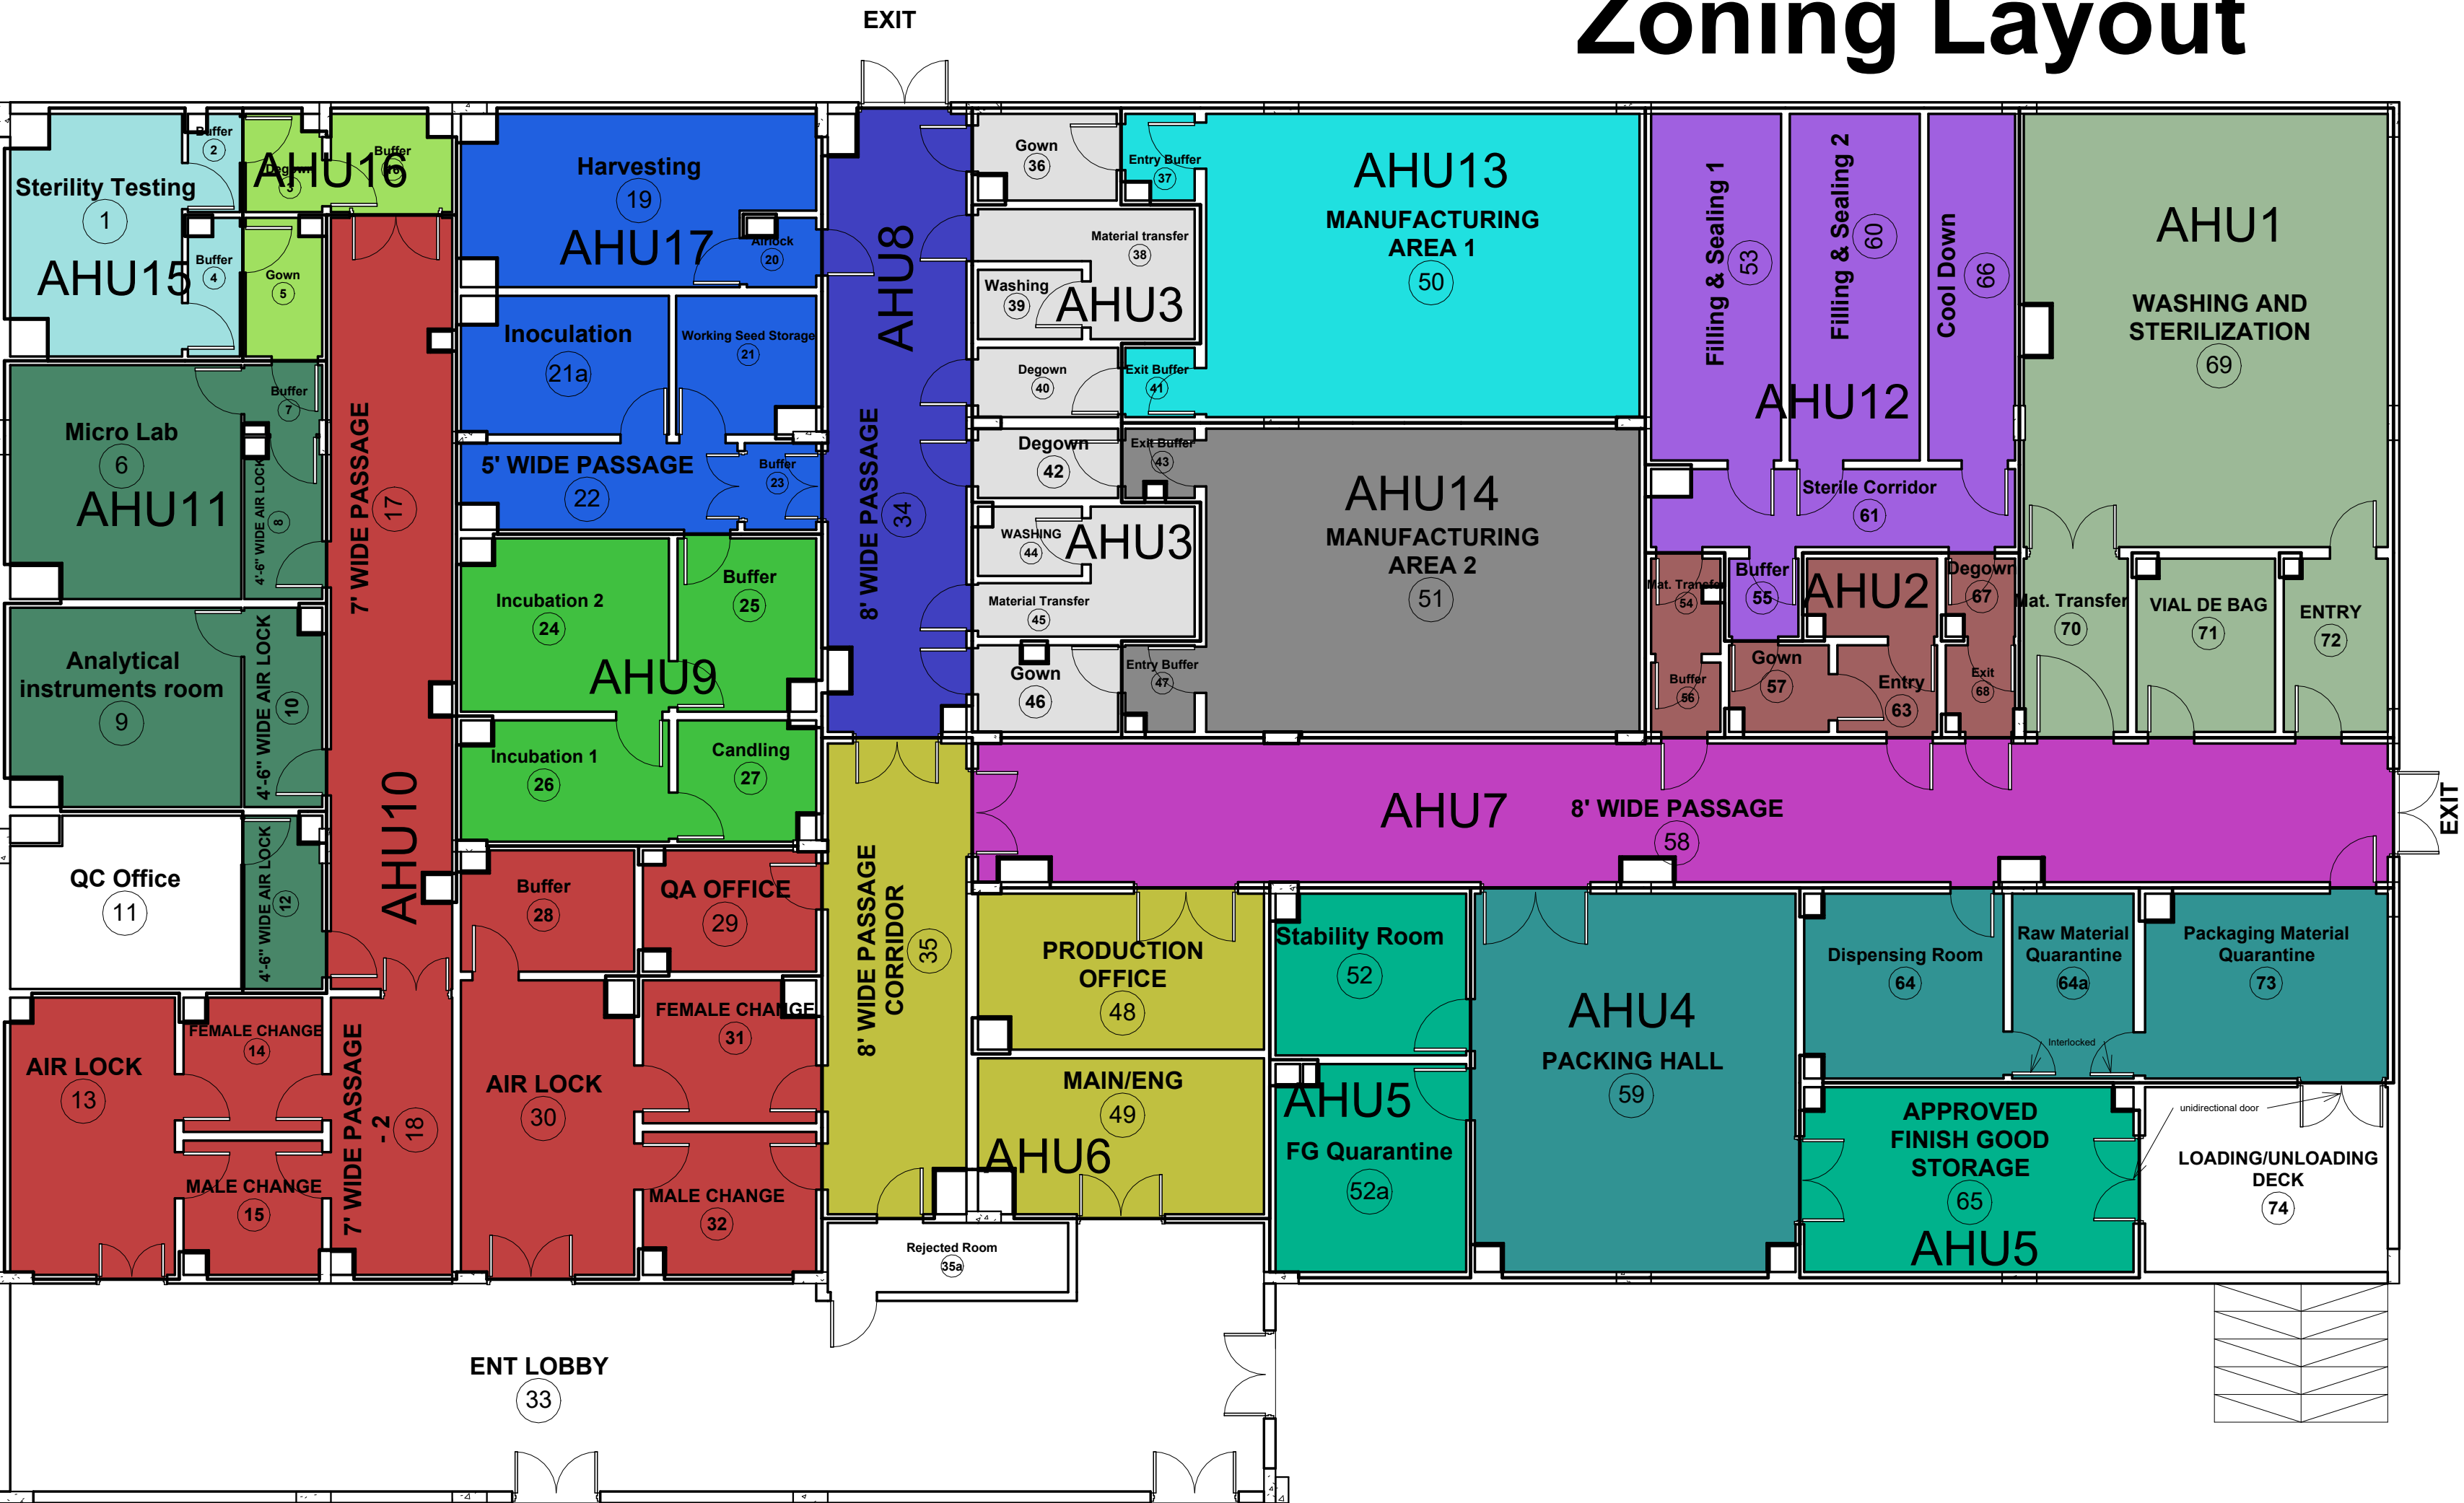 Zoning Layout
EXIT
Sterility Testing
1
AHU15
Buffer
2
Buffer
4
AHU16
Degown
3
Buffer
Gown
5
Micro Lab
6
AHU11
Buffer
7
4'-6" WIDE AIR LOCK
8
Analytical
instruments room
9
4'-6" WIDE AIR LOCK
10
QC Office
11
4'-6" WIDE AIR LOCK
12
AIR LOCK
13
FEMALE CHANGE
14
MALE CHANGE
15
7' WIDE PASSAGE
17
AHU10
7' WIDE PASSAGE
- 2
18
Harvesting
19
AHU17
Airlock
20
Inoculation
21a
Working Seed Storage
21
5' WIDE PASSAGE
22
Buffer
23
Incubation 2
24
Buffer
25
AHU9
Incubation 1
26
Candling
27
Buffer
28
QA OFFICE
29
AIR LOCK
30
FEMALE CHANGE
31
MALE CHANGE
32
AHU8
8' WIDE PASSAGE
34
8' WIDE PASSAGE
CORRIDOR
35
Rejected Room
35a
ENT LOBBY
33
Gown
36
Entry Buffer
37
Material transfer
38
Washing
39
AHU3
Degown
40
Exit Buffer
41
Degown
42
Exit Buffer
43
WASHING
44
AHU3
Material Transfer
45
Gown
46
Entry Buffer
47
AHU13
MANUFACTURING
AREA 1
50
AHU14
MANUFACTURING
AREA 2
51
Filling & Sealing 1
53
Filling & Sealing 2
60
Cool Down
66
AHU12
Sterile Corridor
61
Mat. Transfer
54
Buffer
55
AHU2
Degown
67
Buffer
56
Gown
57
Entry
63
Exit
68
AHU1
WASHING AND
STERILIZATION
69
Mat. Transfer
70
VIAL DE BAG
71
ENTRY
72
AHU7
8' WIDE PASSAGE
58
EXIT
PRODUCTION
OFFICE
48
MAIN/ENG
49
AHU6
Stability Room
52
AHU5
FG Quarantine
52a
AHU4
PACKING HALL
59
Dispensing Room
64
Raw Material
Quarantine
64a
Interlocked
Packaging Material
Quarantine
73
APPROVED
FINISH GOOD
STORAGE
65
AHU5
unidirectional door
LOADING/UNLOADING
DECK
74